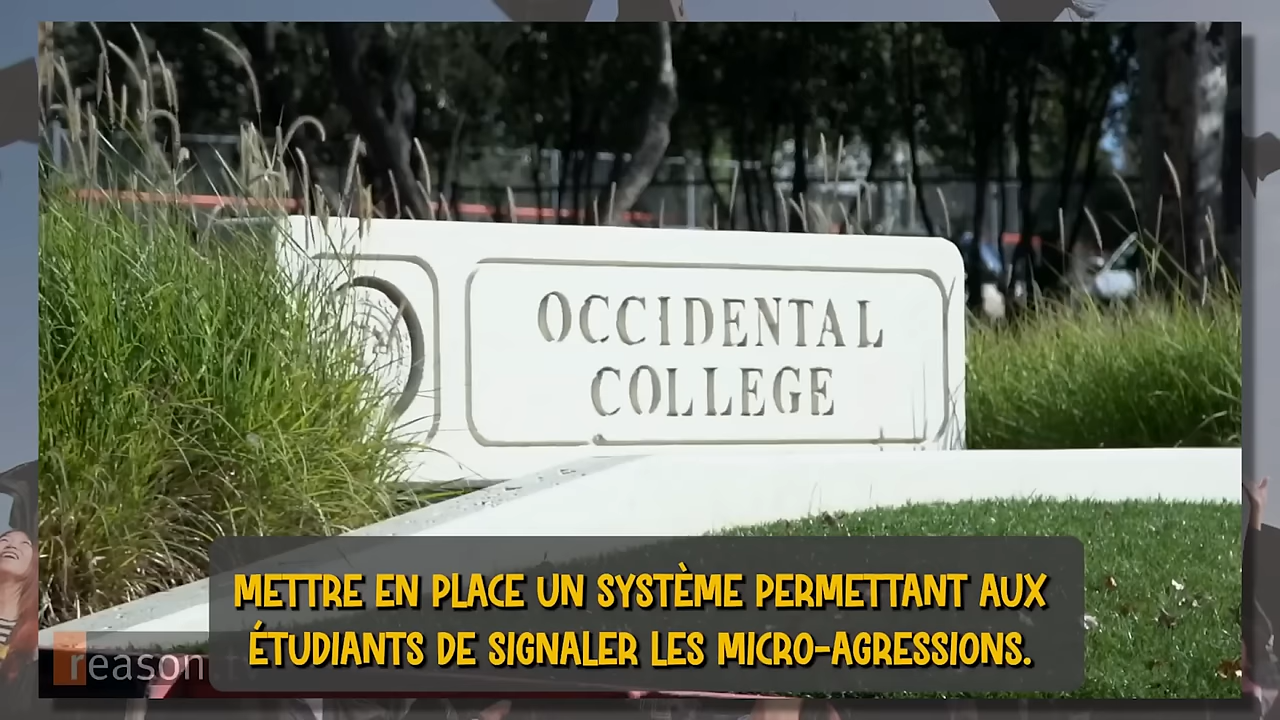 OCCIDENTAL
COLLEGE
METTRE EN PLACE UN SYSTÈME PERMETTANT AUX
ÉTUDIANTS DE SIGNALER LES MICRO-AGRESSIONS.
reason